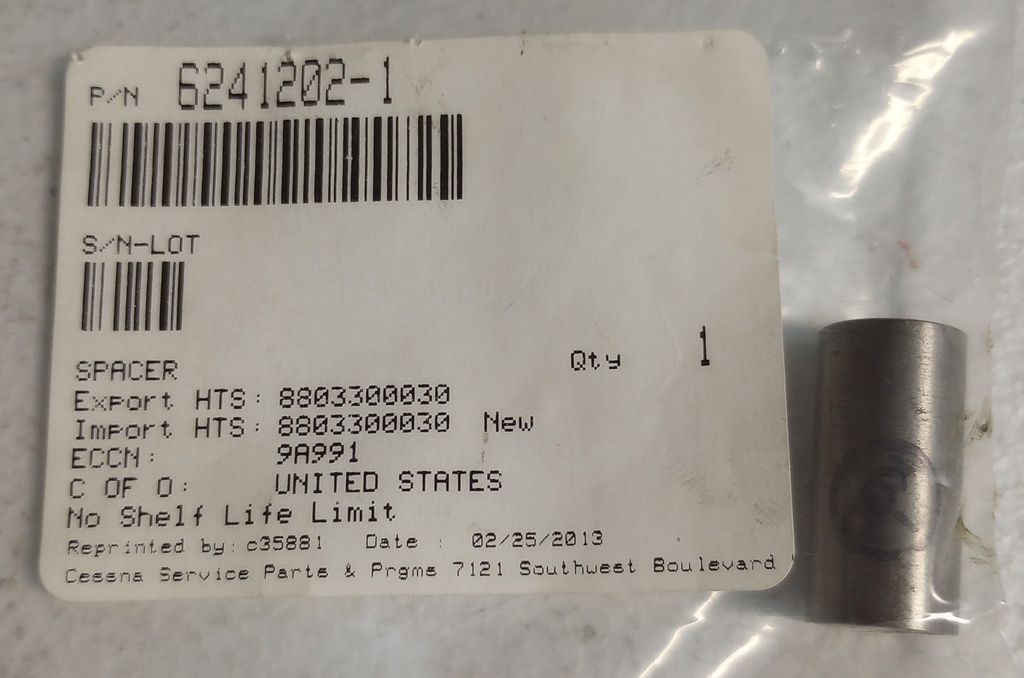 P/N 6241202-1
S/N-LOT
SPACER
Qty 1
Export HTS: 8803300030
Import HTS: 8803300030 New
ECCN: 9A991
C OF O: UNITED STATES
No Shelf Life Limit
Reprinted by: c35881 Date : 02/25/2013
Cessna Service Parts & Prgms 7121 Southwest Boulevard